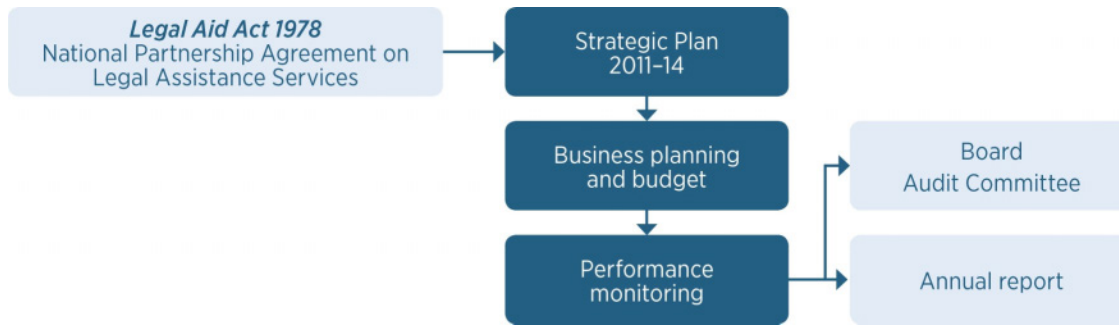 Legal Aid Act 1978
National Partnership Agreement on
Legal Assistance Services
Strategic Plan
2011–14
Business planning
and budget
Performance
monitoring
Board
Audit Committee
Annual report